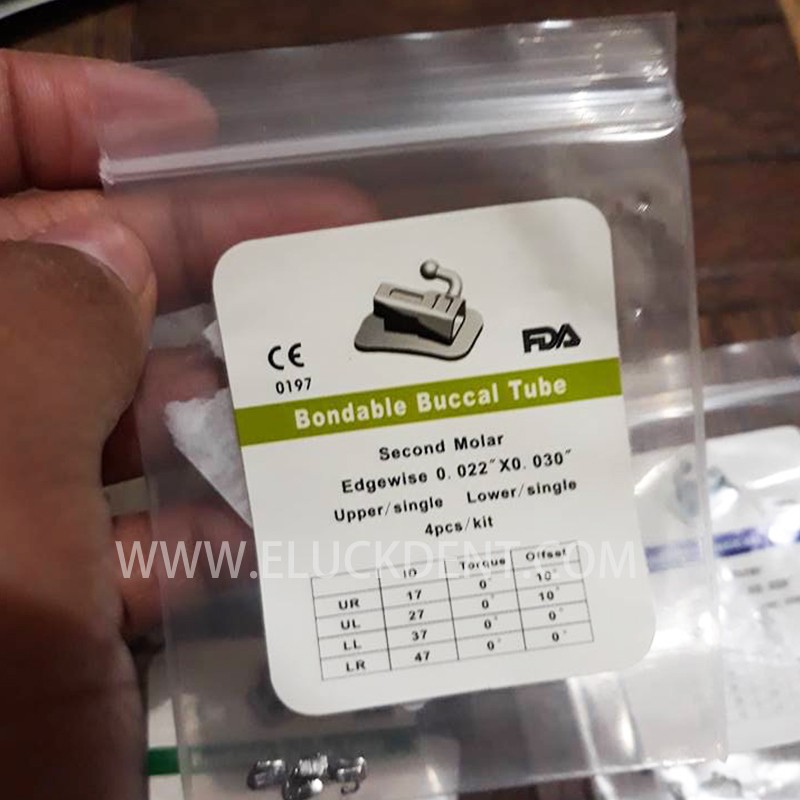 CE
0197
FDA
Bondable Buccal Tube
Second Molar
Edgewise 0.022″X0.030″
Upper/single Lower/single
4pcs/kit
WWW.ELUCKDENT.COM
ID Torque Offset
UR 17 0° 10°
UL 27 0° 10°
LL 37 0° 0°
LR 47 0° 0°